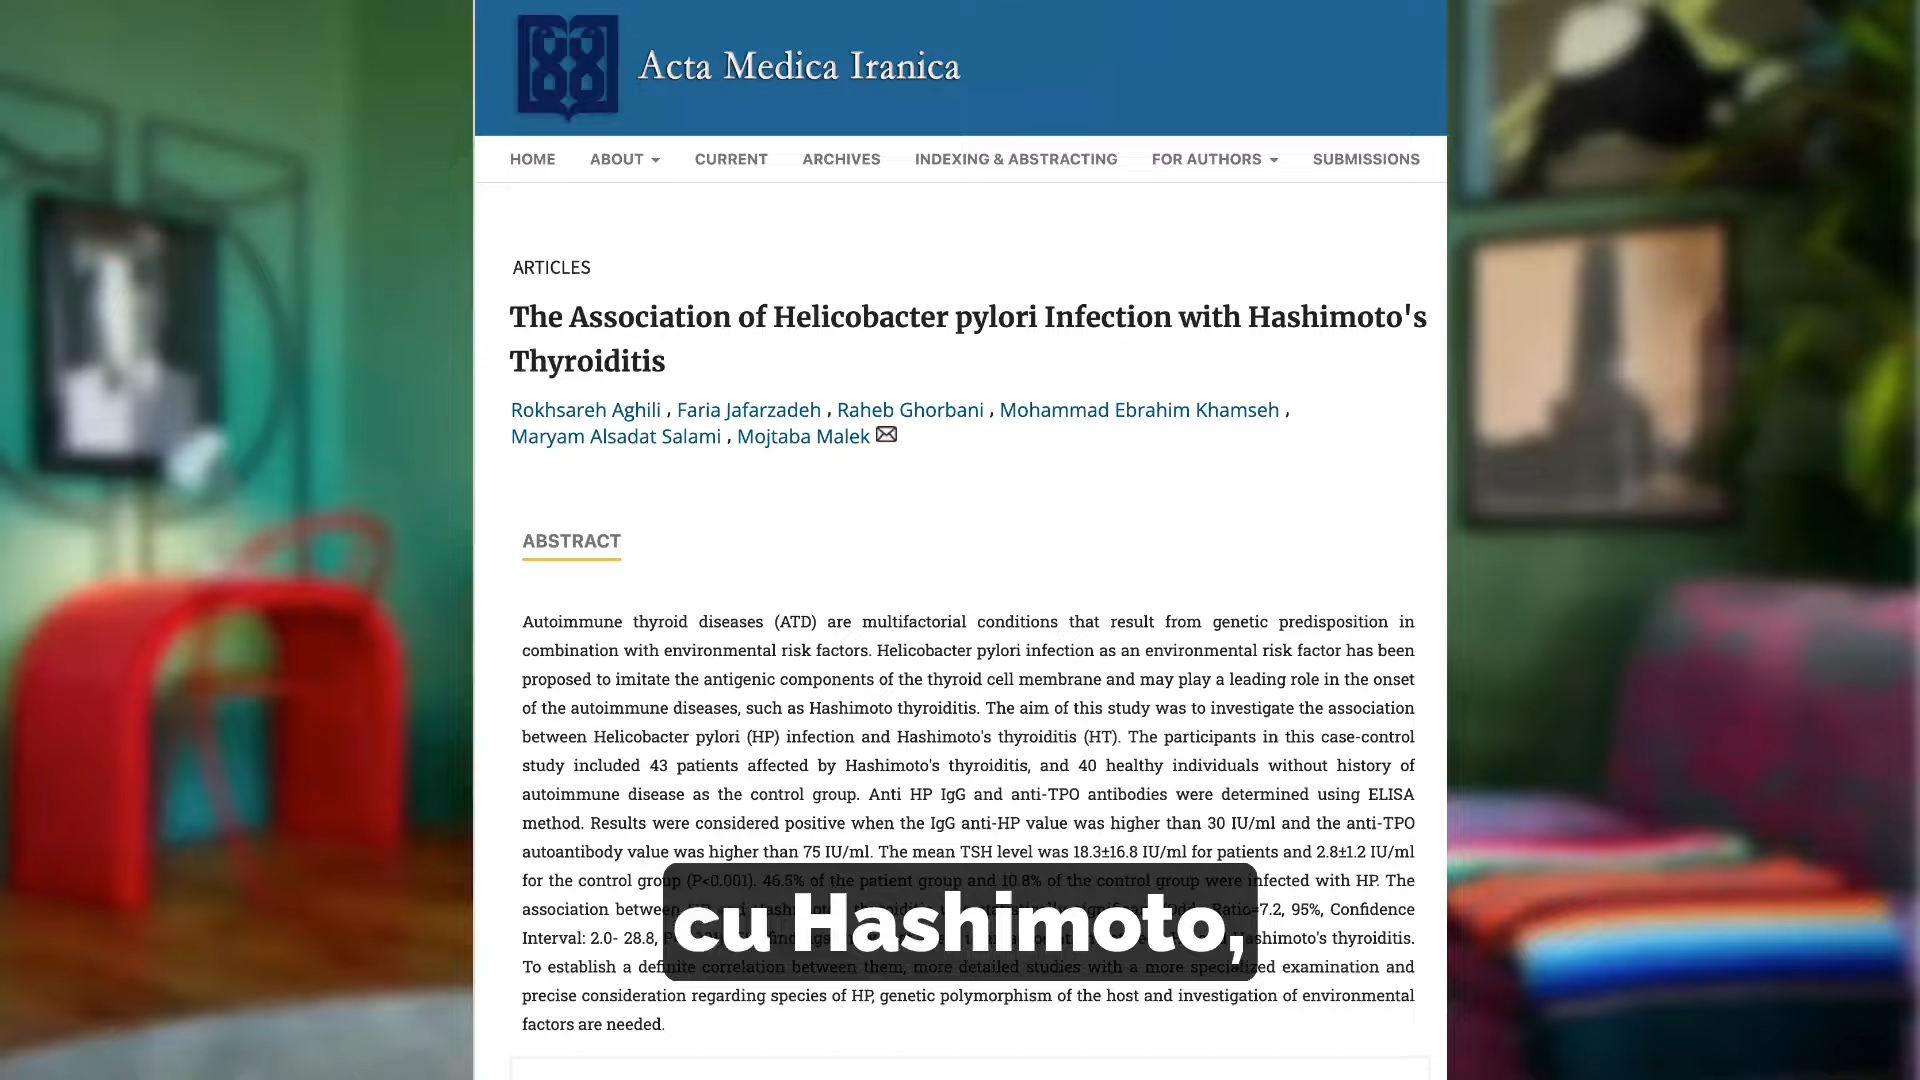 Acta Medica Iranica
HOME ABOUT CURRENT ARCHIVES INDEXING & ABSTRACTING FOR AUTHORS SUBMISSIONS
ARTICLES
The Association of Helicobacter pylori Infection with Hashimoto's
Thyroiditis
Rokhsareh Aghili , Faria Jafarzadeh , Raheb Ghorbani , Mohammad Ebrahim Khamseh ,
Maryam Alsadat Salami , Mojtaba Malek
ABSTRACT
Autoimmune thyroid diseases (ATD) are multifactorial conditions that result from genetic predisposition in
combination with environmental risk factors. Helicobacter pylori infection as an environmental risk factor has been
proposed to imitate the antigenic components of the thyroid cell membrane and may play a leading role in the onset
of the autoimmune diseases, such as Hashimoto thyroiditis. The aim of this study was to investigate the association
between Helicobacter pylori (HP) infection and Hashimoto's thyroiditis (HT). The participants in this case-control
study included 43 patients affected by Hashimoto's thyroiditis, and 40 healthy individuals without history of
autoimmune disease as the control group. Anti HP IgG and anti-TPO antibodies were determined using ELISA
method. Results were considered positive when the IgG anti-HP value was higher than 30 IU/ml and the anti-TPO
autoantibody value was higher than 75 IU/ml. The mean TSH level was 18.3±16.8 IU/ml for patients and 2.8±1.2 IU/ml
for the control group (P<0.001). 46.5% of the patient group and 10.8% of the control group were infected with HP. The
association between Ratio=7.2, 95%, Confidence
Interval: 2.0- 28.8, Hashimoto's thyroiditis.
To establish a definite correlation between them, more detailed studies with a more specialized examination and
precise consideration regarding species of HP, genetic polymorphism of the host and investigation of environmental
factors are needed.
cu Hashimoto,